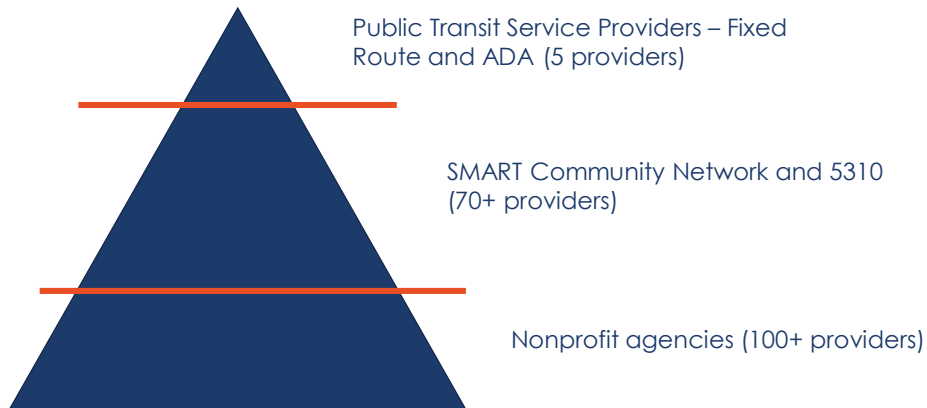 Public Transit Service Providers – Fixed
Route and ADA (5 providers)
SMART Community Network and 5310
(70+ providers)
Nonprofit agencies (100+ providers)